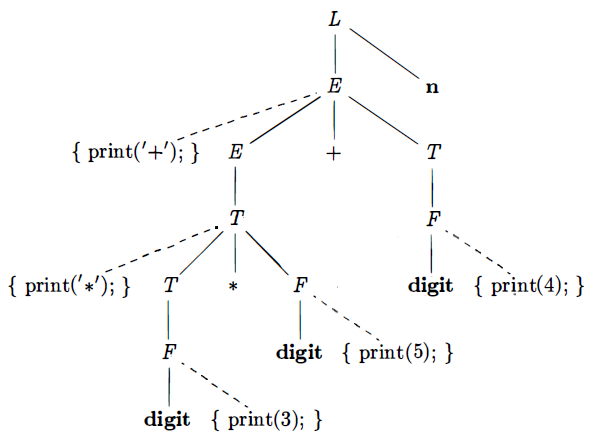 L
E n
{ print('+'); } E + T
T F
{ print('*'); } T * F digit { print(4); }
F digit { print(5); }
digit { print(3); }